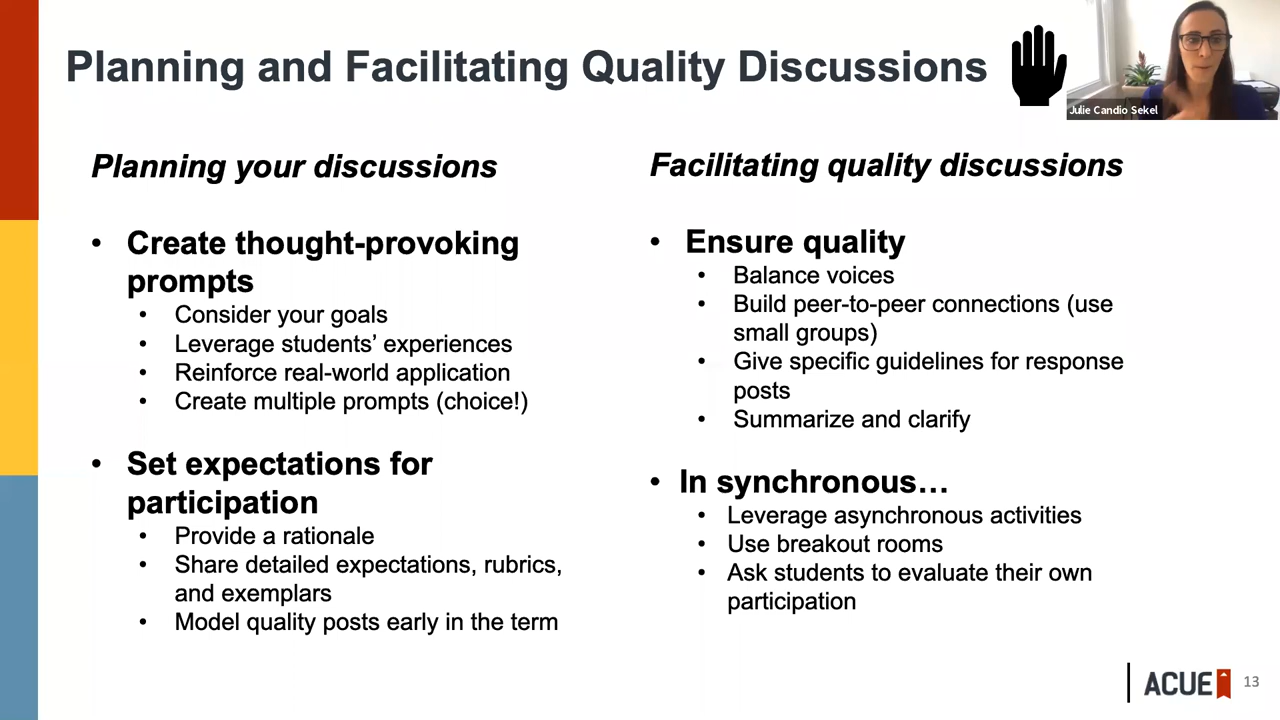 Planning and Facilitating Quality Discussions
Julie Candio Sekel
Planning your discussions
• Create thought-provoking
prompts
• Consider your goals
• Leverage students’ experiences
• Reinforce real-world application
• Create multiple prompts (choice!)
• Set expectations for
participation
• Provide a rationale
• Share detailed expectations, rubrics,
and exemplars
• Model quality posts early in the term
Facilitating quality discussions
• Ensure quality
• Balance voices
• Build peer-to-peer connections (use
small groups)
• Give specific guidelines for response
posts
• Summarize and clarify
• In synchronous…
• Leverage asynchronous activities
• Use breakout rooms
• Ask students to evaluate their own
participation
ACUE
13